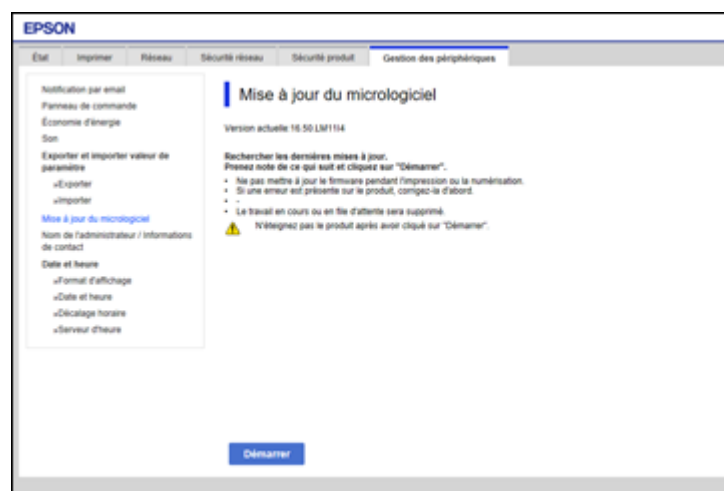 EPSON
État Imprimer Réseau Sécurité réseau Sécurité produit Gestion des périphériques
Notification par email
Panneau de commande
Économie d'énergie
Son
Exporter et importer valeur de
paramètre
»Exporter
»Importer
Mise à jour du micrologiciel
Nom de l'administrateur / Informations
de contact
Date et heure
»Format d'affichage
»Date et heure
»Décalage horaire
»Serveur d'heure
Mise à jour du micrologiciel
Version actuelle:16.50.LM11I4
Rechercher les dernières mises à jour.
Prenez note de ce qui suit et cliquez sur "Démarrer".
• Ne pas mettre à jour le firmware pendant l'impression ou la numérisation.
• Si une erreur est présente sur le produit, corrigez-la d'abord.
• -
• Le travail en cours ou en file d'attente sera supprimé.
N'éteignez pas le produit après avoir cliqué sur "Démarrer".
Démarrer